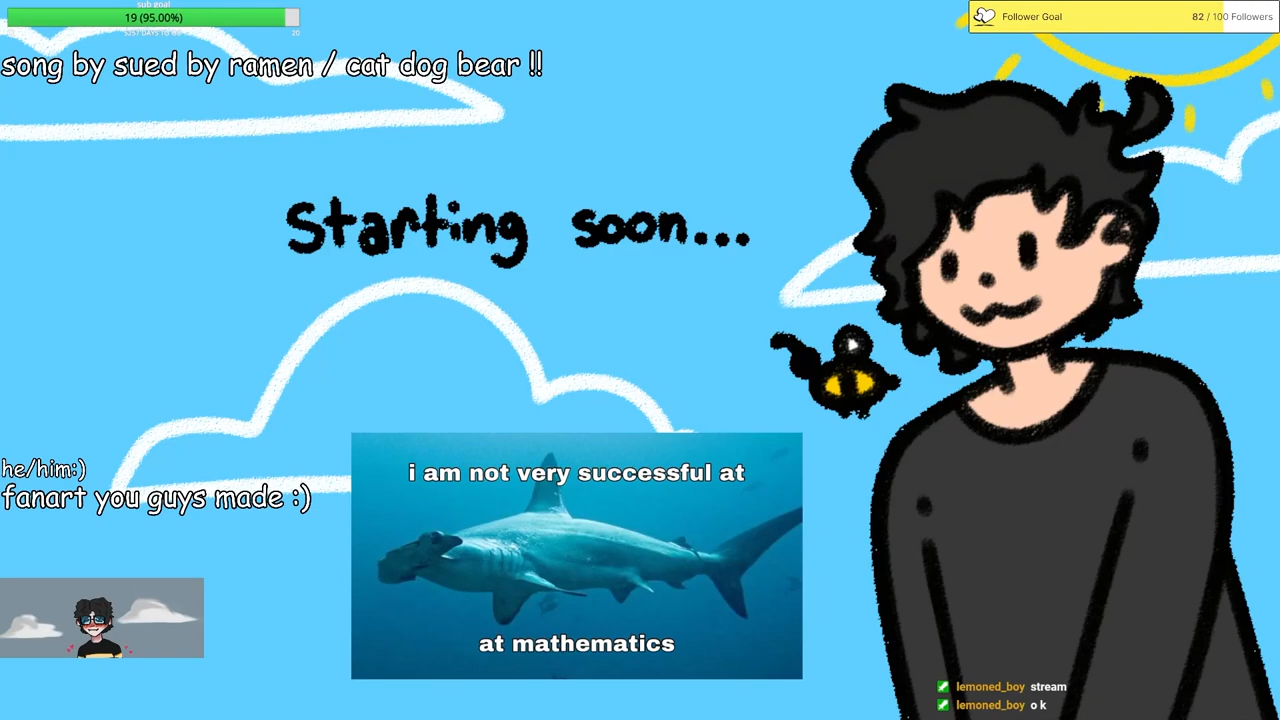 sub goal
19 (95.00%)
20
Follower Goal
82 / 100 Followers
song by sued by ramen / cat dog bear !!
Starting soon...
he/him:)
fanart you guys made :)
i am not very successful at
at mathematics
lemoned_boy stream
lemoned_boy o k